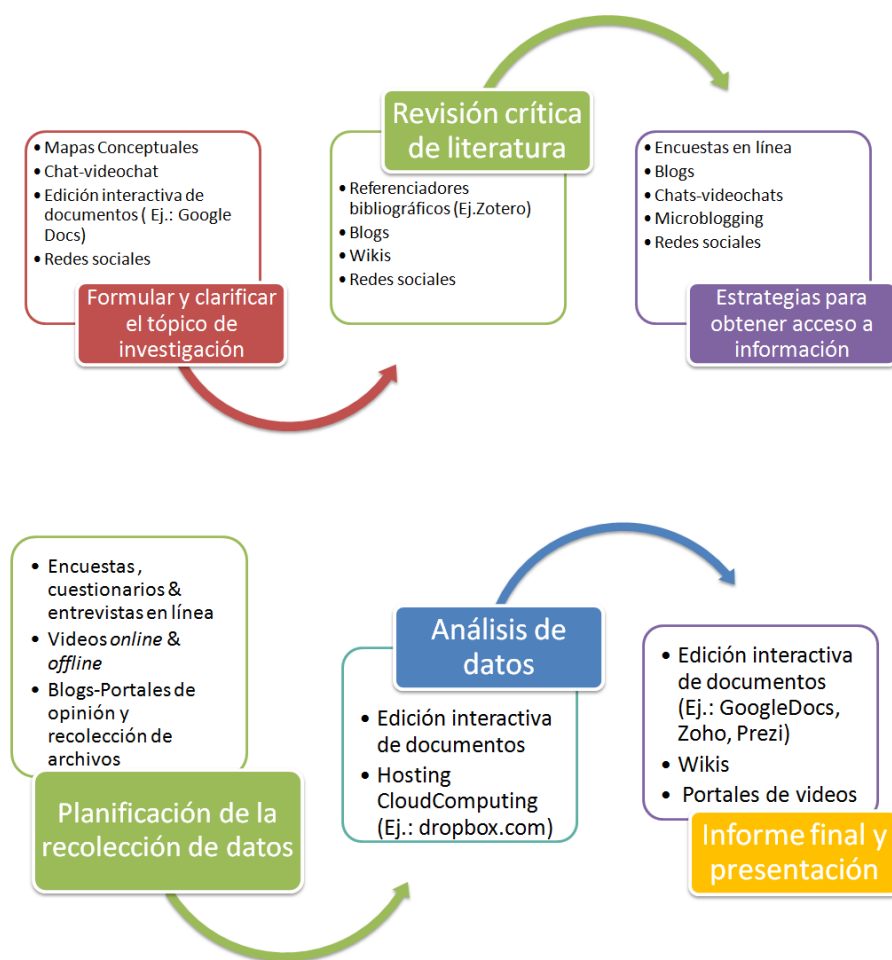 • Mapas Conceptuales
• Chat-videochat
• Edición interactiva de
documentos ( Ej.: Google
Docs)
• Redes sociales
Formular y clarificar
el tópico de
investigación
Revisión crítica
de literatura
• Referenciadores
bibliográficos (Ej.Zotero)
• Blogs
• Wikis
• Redes sociales
• Encuestas en línea
• Blogs
• Chats-videochats
• Microblogging
• Redes sociales
Estrategias para
obtener acceso a
información
• Encuestas ,
cuestionarios &
entrevistas en línea
• Videos online &
offline
• Blogs-Portales de
opinión y
recolección de
archivos
Planificación de la
recolección de datos
Análisis de
datos
• Edición interactiva
de documentos
• Hosting
CloudComputing
(Ej.: dropbox.com)
• Edición interactiva
de documentos
(Ej.: GoogleDocs,
Zoho, Prezi)
• Wikis
• Portales de videos
Informe final y
presentación